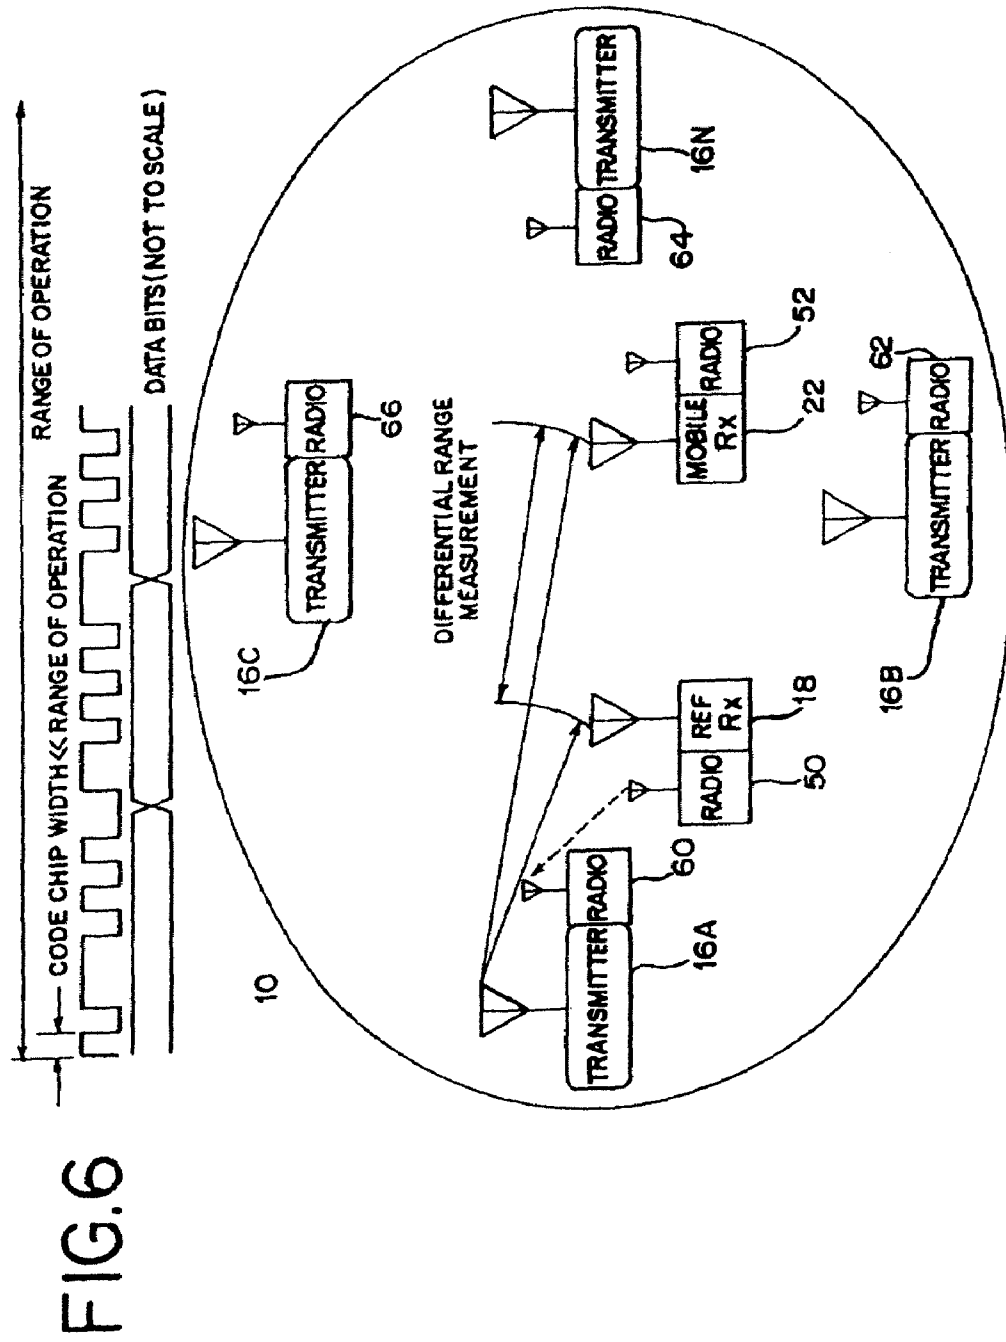 FIG.6
RANGE OF OPERATION
CODE CHIP WIDTH<<RANGE OF OPERATION
DATA BITS (NOT TO SCALE)
10
TRANSMITTER RADIO
16C
66
DIFFERENTIAL RANGE
MEASUREMENT
TRANSMITTER RADIO
16A
60
RADIO REF
Rx
50
18
MOBILE RADIO
Rx
22
52
RADIO TRANSMITTER
64
16N
TRANSMITTER RADIO
16B
62